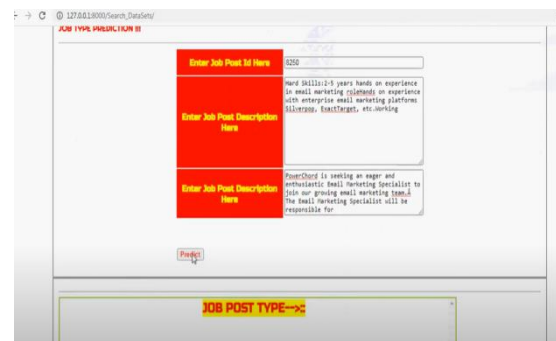 127.0.0.1:8000/Search_DataSets/
JOB TYPE PREDICTION !!!
Enter Job Post Id Here
8250
Enter Job Post Description
Here
Hard Skills:2-5 years hands on experience
in email marketing roleHands on experience
with enterprise email marketing platforms
Silverpop, ExactTarget, etc.Working
Enter Job Post Description
Here
PowerChord is seeking an eager and
enthusiastic Email Marketing Specialist to
join our growing email marketing team.Â
The Email Marketing Specialist will be
responsible for
Predict
JOB POST TYPE-->::